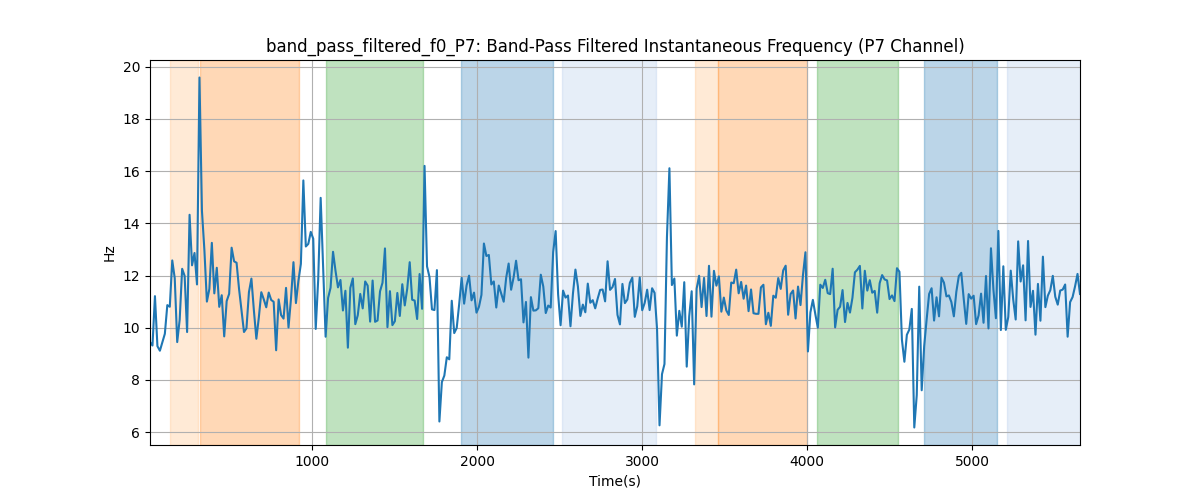 band_pass_filtered_f0_P7: Band-Pass Filtered Instantaneous Frequency (P7 Channel)
20
18
16
14
12
10
8
6
Hz
1000 2000 3000 4000 5000
Time(s)